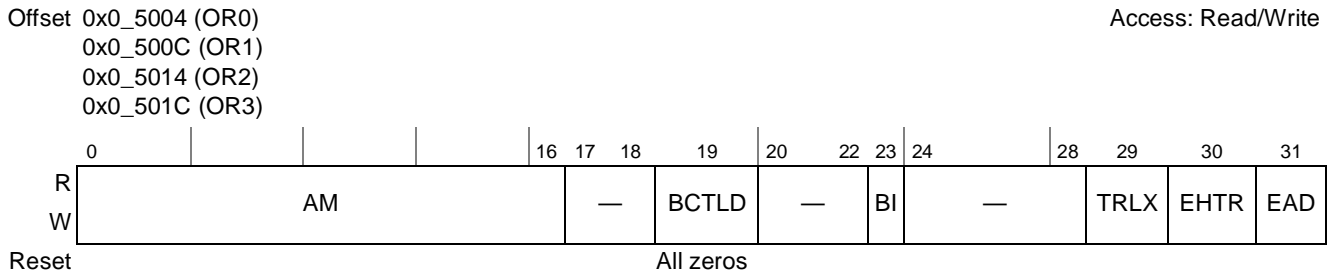 Offset 0x0_5004 (OR0) Access: Read/Write
0x0_500C (OR1)
0x0_5014 (OR2)
0x0_501C (OR3)
0 16 17 18 19 20 22 23 24 28 29 30 31
R
AM — BCTLD — BI — TRLX EHTR EAD
W
Reset All zeros